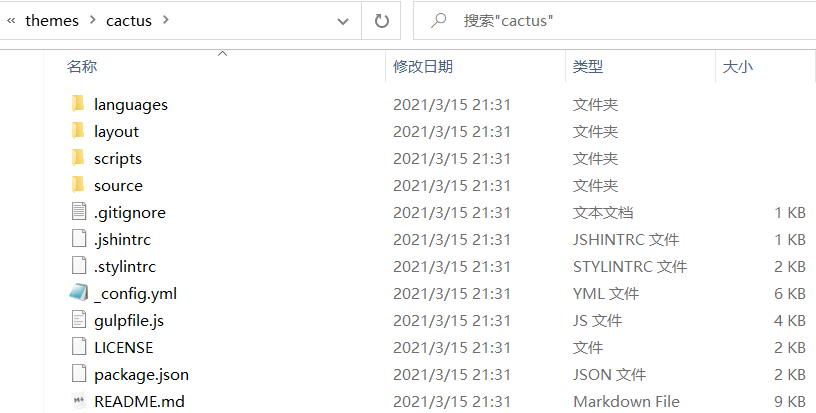 « themes > cactus > 搜索"cactus"
名称 修改日期 类型 大小
languages 2021/3/15 21:31 文件夹
layout 2021/3/15 21:31 文件夹
scripts 2021/3/15 21:31 文件夹
source 2021/3/15 21:31 文件夹
.gitignore 2021/3/15 21:31 文本文档 1 KB
.jshintrc 2021/3/15 21:31 JSHINTRC 文件 1 KB
.stylintrc 2021/3/15 21:31 STYLINTRC 文件 2 KB
_config.yml 2021/3/15 21:31 YML 文件 6 KB
gulpfile.js 2021/3/15 21:31 JS 文件 4 KB
LICENSE 2021/3/15 21:31 文件 2 KB
package.json 2021/3/15 21:31 JSON 文件 2 KB
README.md 2021/3/15 21:31 Markdown File 9 KB